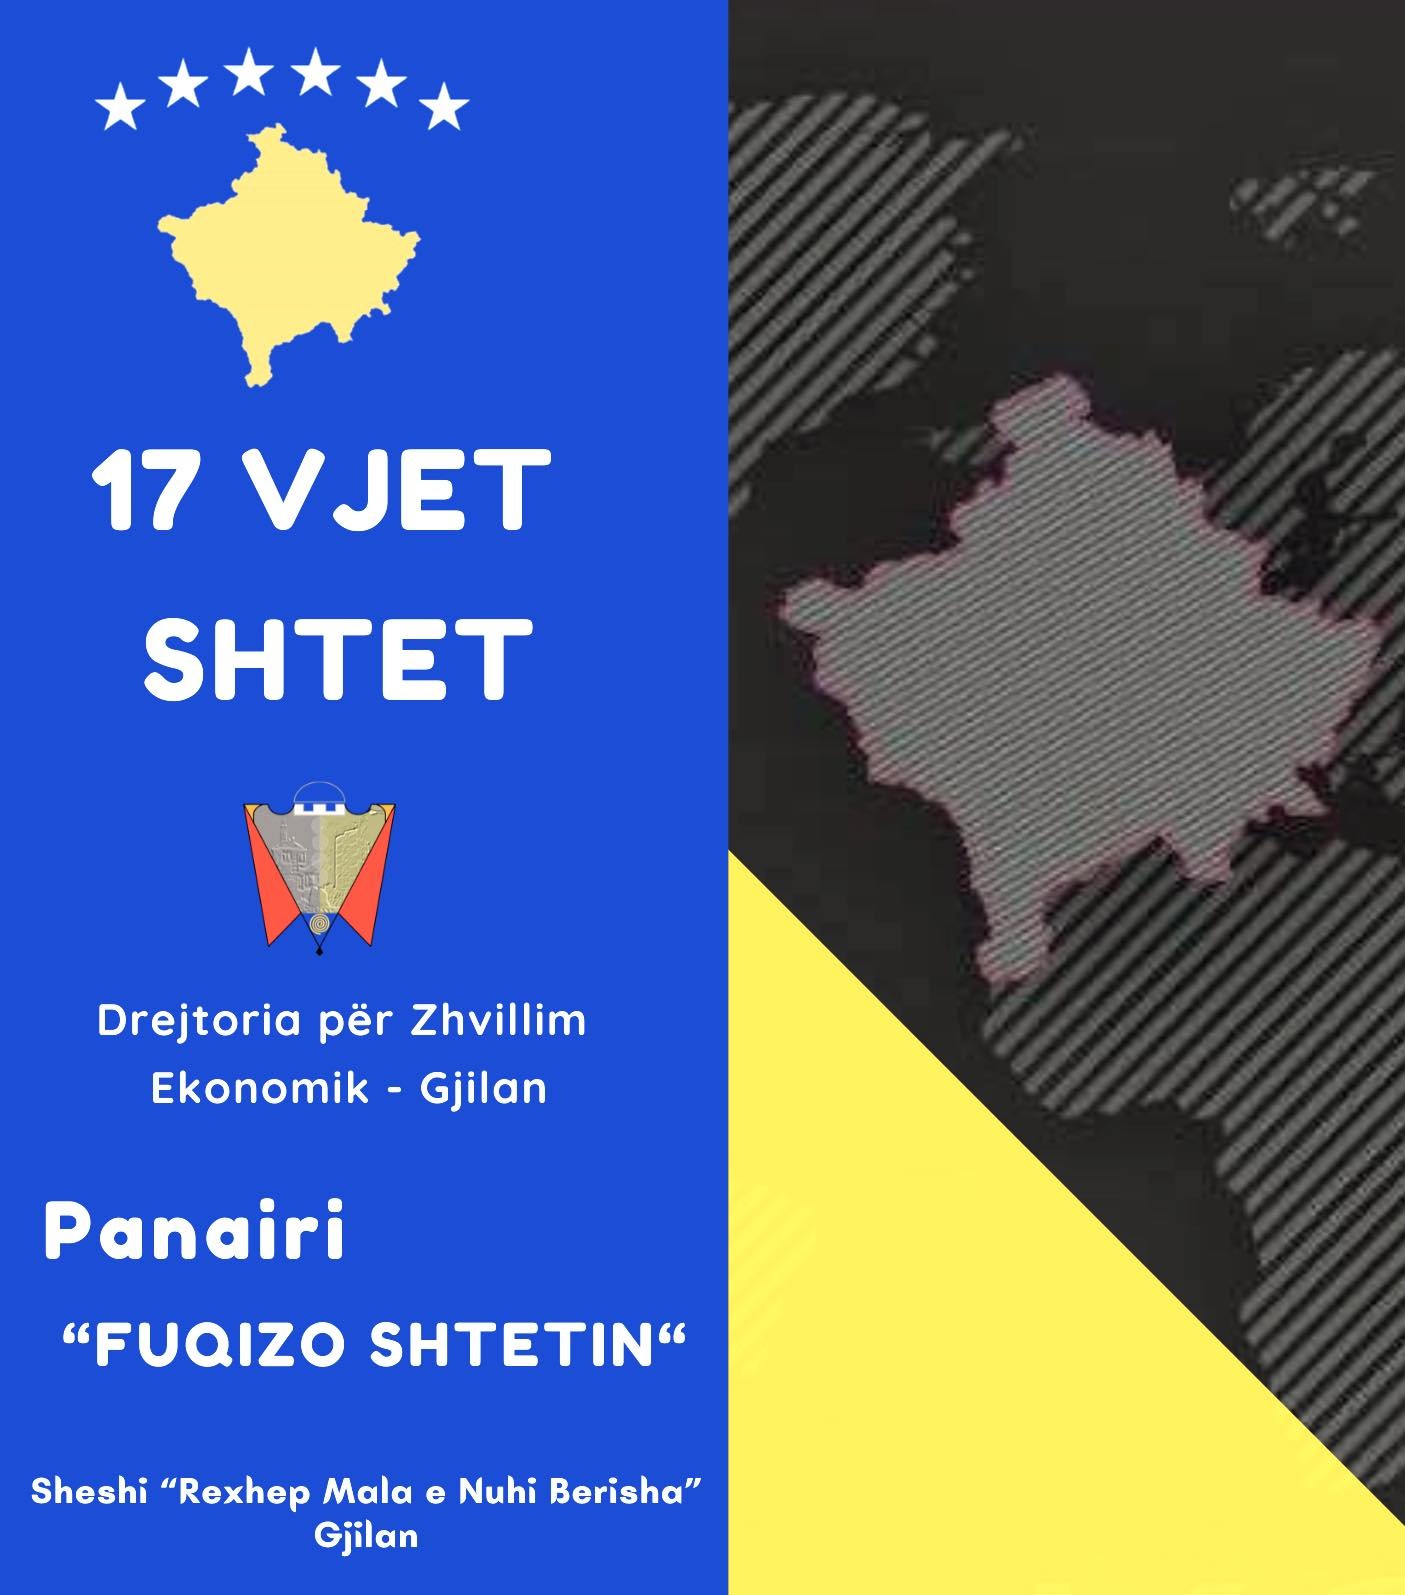 17 VJET
SHTET
Drejtoria për Zhvillim
Ekonomik - Gjilan
Panairi
“FUQIZO SHTETIN“
Sheshi “Rexhep Mala e Nuhi Berisha”
Gjilan